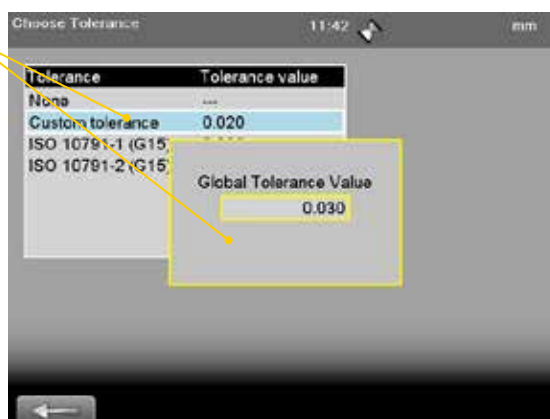 Choose Tolerance 11:42 mm
Tolerance Tolerance value
None ---
Custom tolerance 0.020
ISO 10791-1 (G15)
ISO 10791-2 (G15)
Global Tolerance Value
0.030